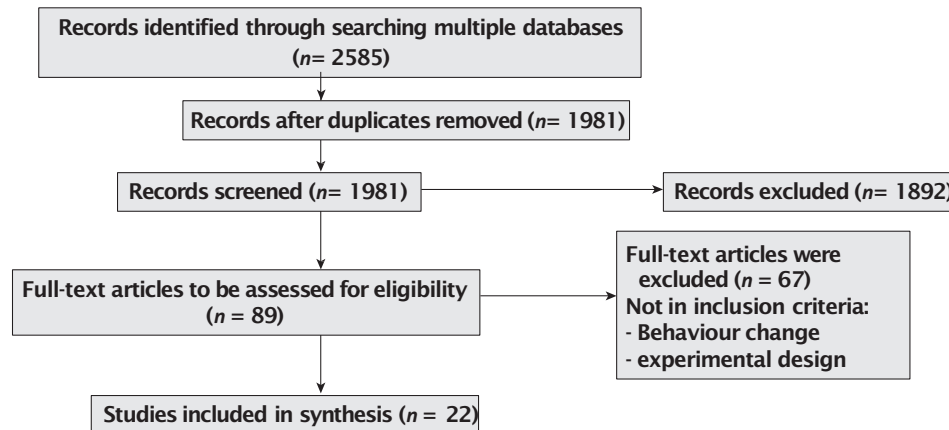 Records identified through searching multiple databases
(n= 2585)
Records after duplicates removed (n= 1981)
Records screened (n= 1981)
Records excluded (n= 1892)
Full-text articles to be assessed for eligibility
(n = 89)
Full-text articles were
excluded (n = 67)
Not in inclusion criteria:
- Behaviour change
- experimental design
Studies included in synthesis (n = 22)